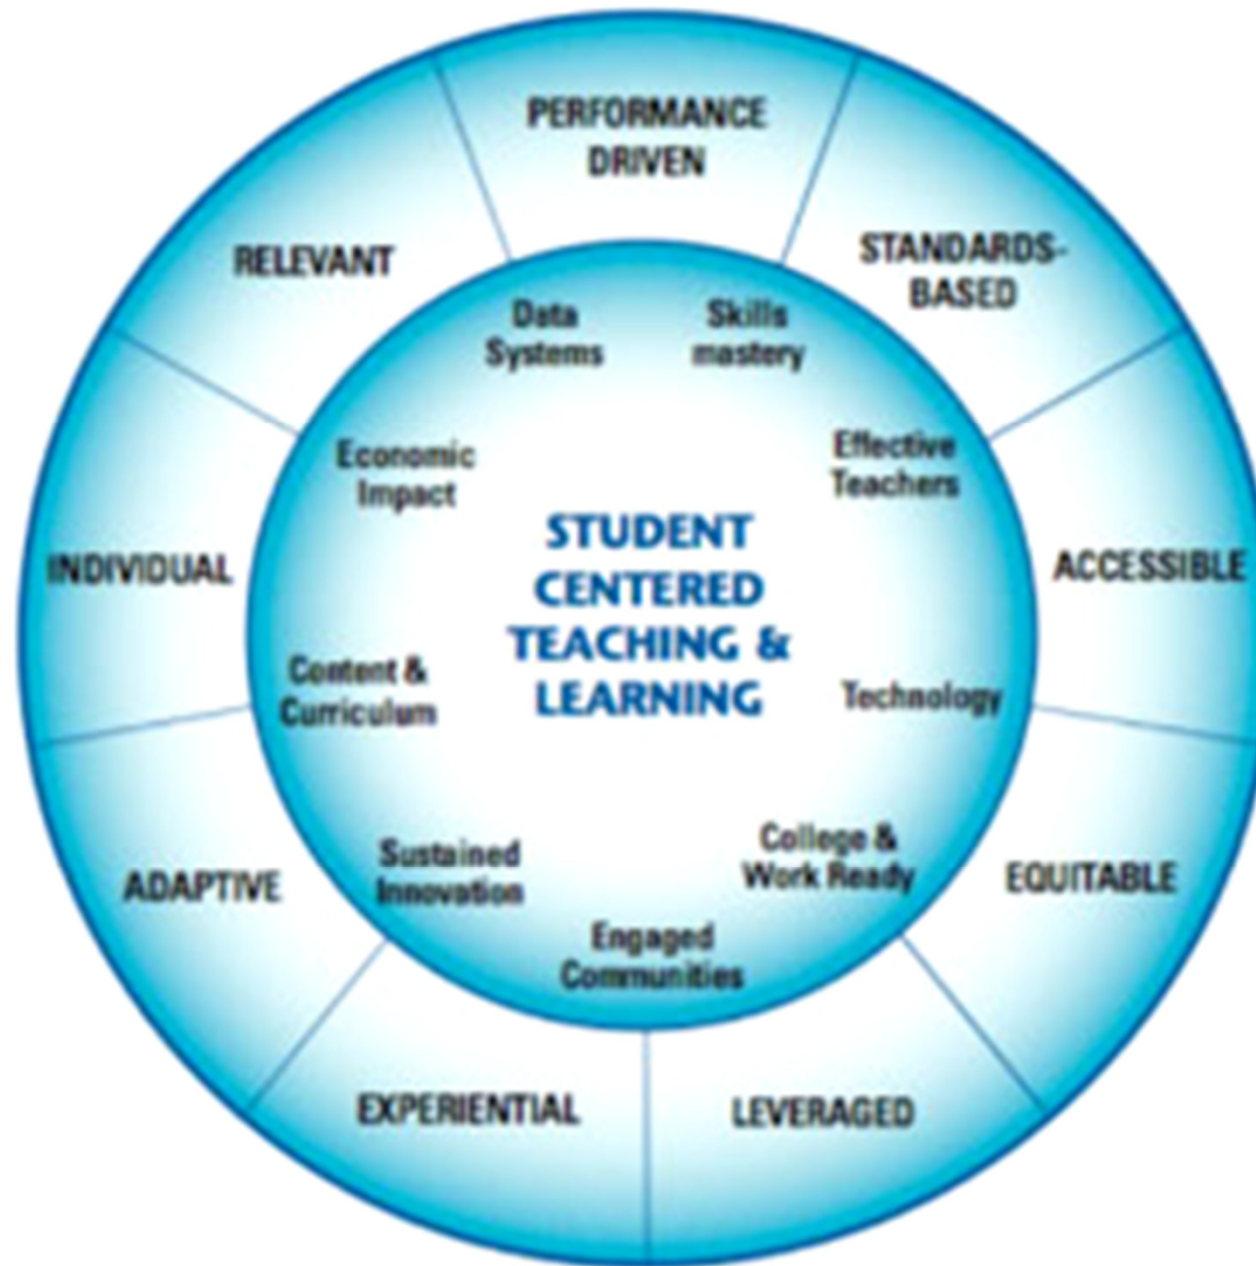 PERFORMANCE
DRIVEN
STANDARDS-
BASED
ACCESSIBLE
EQUITABLE
LEVERAGED
EXPERIENTIAL
ADAPTIVE
INDIVIDUAL
RELEVANT
Data
Systems
Skills
mastery
Effective
Teachers
Technology
College &
Work Ready
Engaged
Communities
Sustained
Innovation
Content &
Curriculum
Economic
Impact
STUDENT
CENTERED
TEACHING &
LEARNING